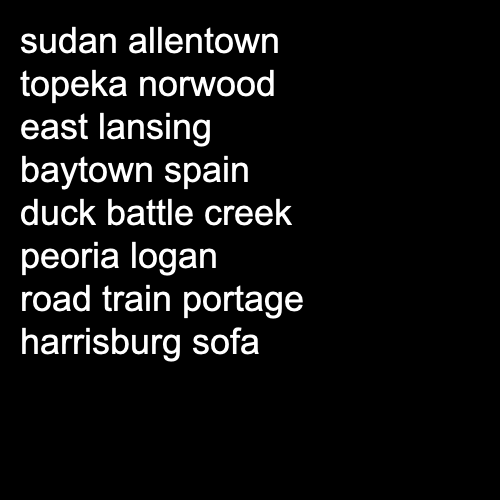 sudan allentown
topeka norwood
east lansing
baytown spain
duck battle creek
peoria logan
road train portage
harrisburg sofa